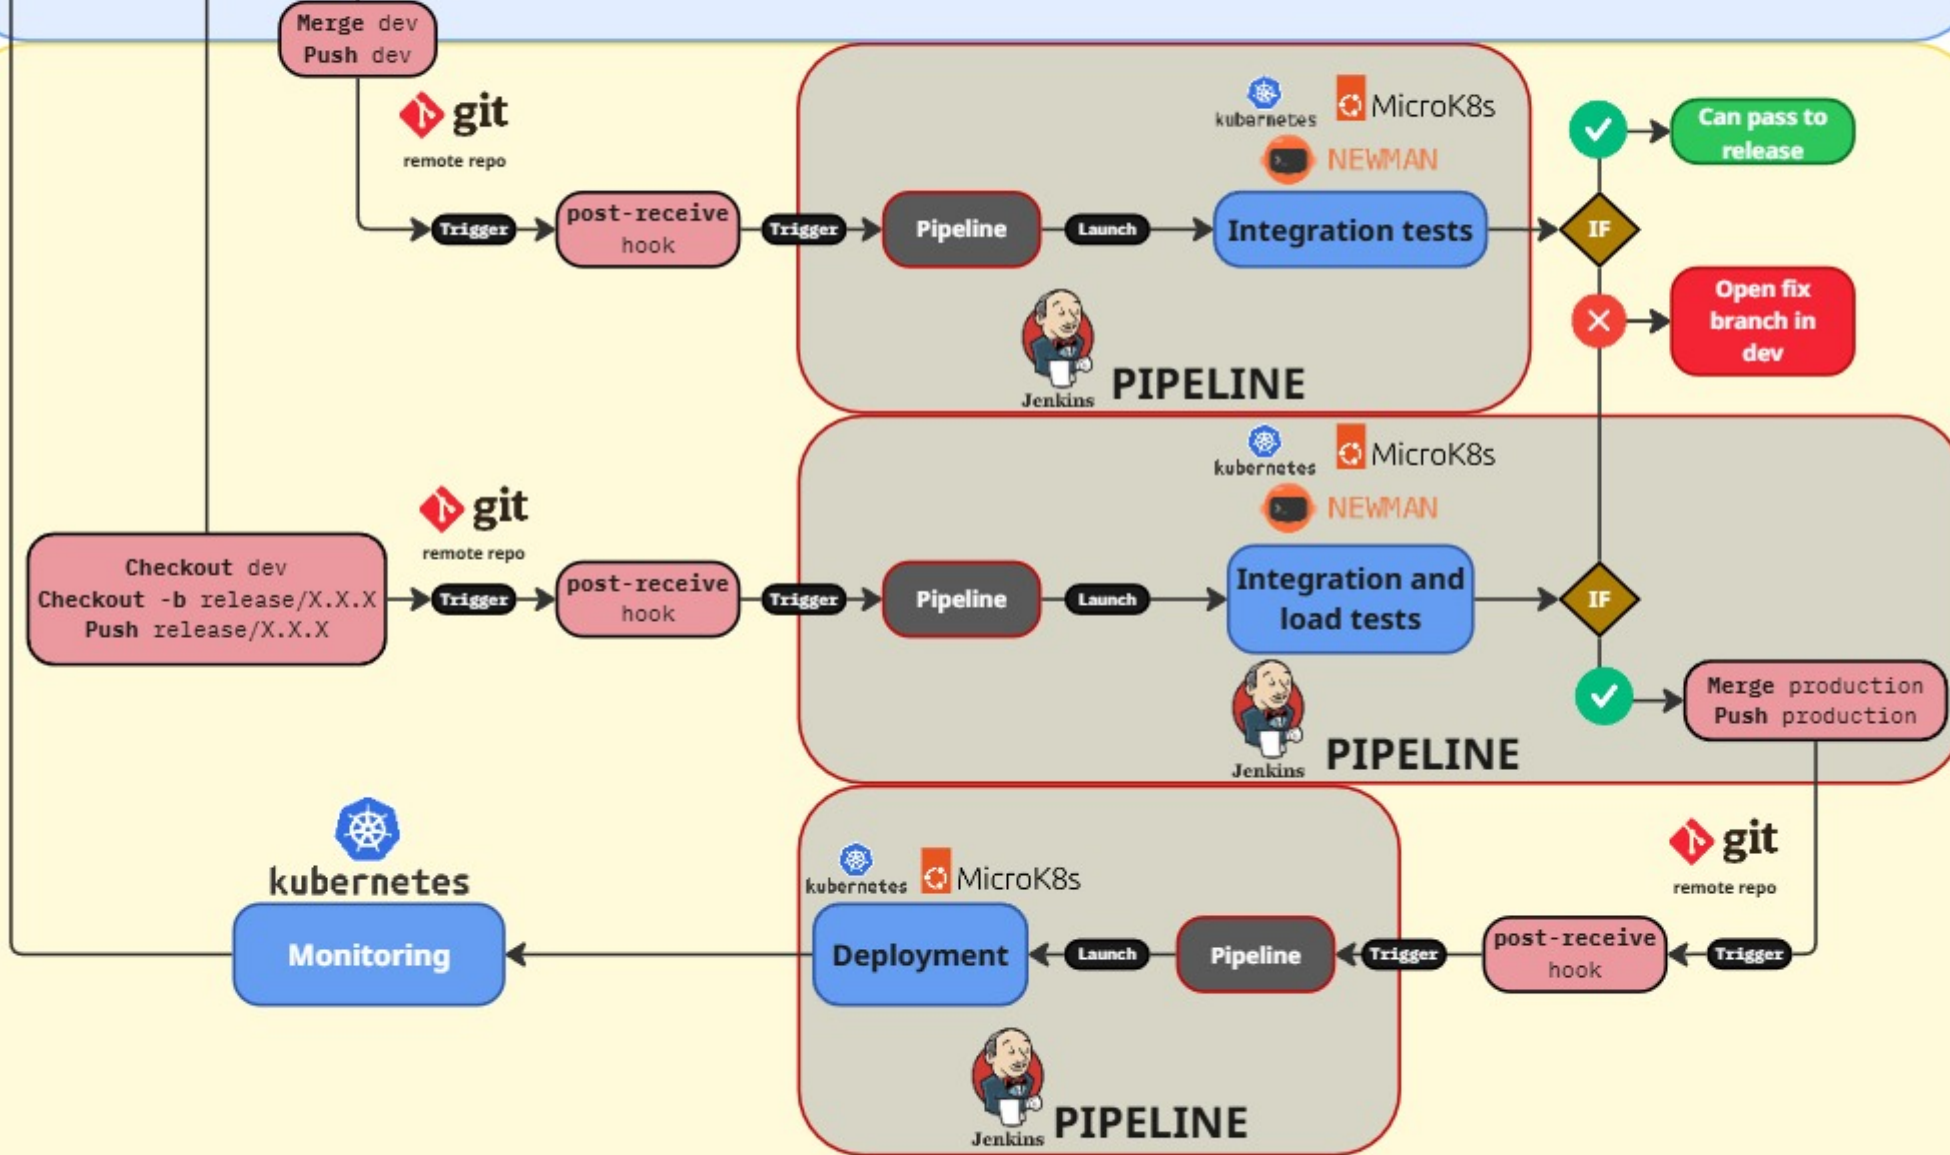 Merge dev
Push dev
git
remote repo
Trigger
post-receive
hook
Trigger
Pipeline
Launch
kubernetes
MicroK8s
NEWMAN
Integration tests
IF
Can pass to
release
Open fix
branch in
dev
Jenkins
PIPELINE
Checkout dev
Checkout -b release/X.X.X
Push release/X.X.X
git
remote repo
Trigger
post-receive
hook
Trigger
Pipeline
Launch
kubernetes
MicroK8s
NEWMAN
Integration and
load tests
IF
Merge production
Push production
Jenkins
PIPELINE
git
remote repo
Trigger
post-receive
hook
Trigger
Pipeline
Launch
kubernetes
MicroK8s
Deployment
Jenkins
PIPELINE
kubernetes
Monitoring